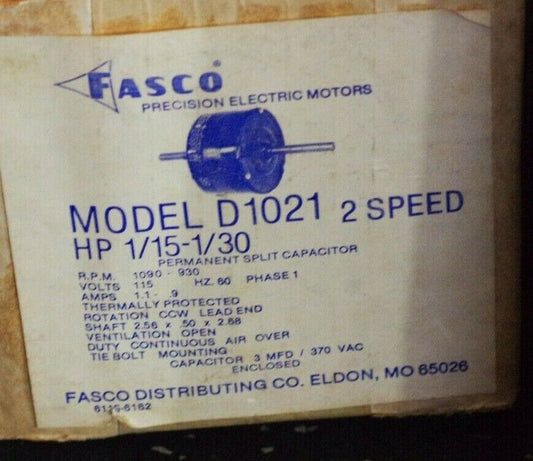 FASCO®
PRECISION ELECTRIC MOTORS
MODEL D1021 2 SPEED
HP 1/15-1/30
PERMANENT SPLIT CAPACITOR
R.P.M. 1090 - 930
VOLTS 115 HZ. 60 PHASE 1
AMPS 1.1 - .9
THERMALLY PROTECTED
ROTATION CCW LEAD END
SHAFT 2.56 x .50 x 2.68
VENTILATION OPEN
DUTY CONTINUOUS AIR OVER
TIE BOLT MOUNTING
CAPACITOR 3 MFD / 370 VAC
ENCLOSED
FASCO DISTRIBUTING CO. ELDON, MO 65026